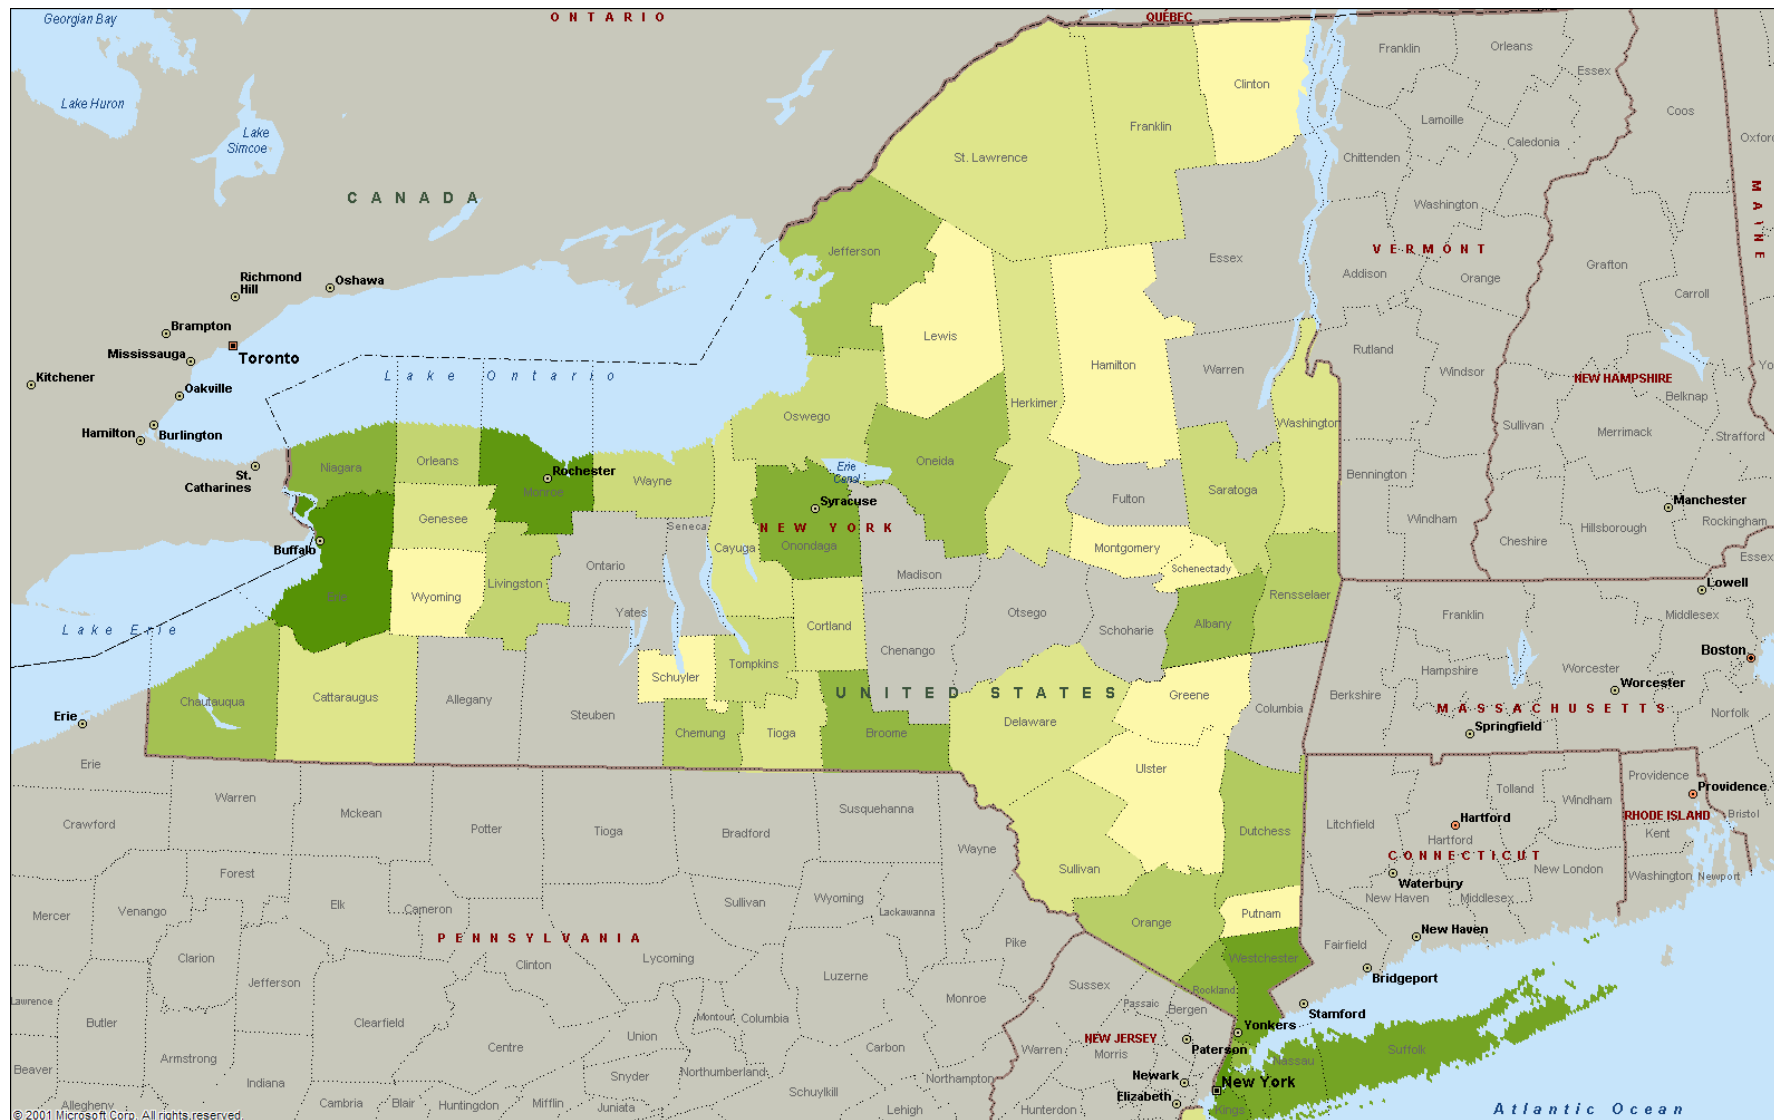 Georgian Bay
ONTARIO
QUÉBEC
Lake Huron
Lake
Simcoe
CANADA
Clinton
Franklin
St. Lawrence
Franklin
Orleans
Essex
Coos
Oxford
Lamoille
Caledonia
Chittenden
Washington
MAINE
VERMONT
Jefferson
Essex
Addison
Orange
Grafton
Carroll
Richmond
Hill
Oshawa
Brampton
Mississauga
Toronto
Kitchener
Oakville
Hamilton
Burlington
St.
Catharines
Lake Ontario
Lewis
Hamilton
Warren
Rutland
Windsor
NEW HAMPSHIRE
Belknap
Sullivan
Merrimack
Strafford
Oswego
Herkimer
Washington
Niagara
Orleans
Rochester
Monroe
Wayne
Erie
Canal
Oneida
Fulton
Saratoga
Bennington
Windham
Manchester
Hillsborough
Rockingham
Cheshire
Essex
Genesee
Seneca
Syracuse
NEW YORK
Onondaga
Cayuga
Buffalo
Ontario
Madison
Montgomery
Schenectady
Lowell
Erie
Wyoming
Livingston
Yates
Cortland
Otsego
Schoharie
Albany
Rensselaer
Franklin
Middlesex
Lake Erie
Chenango
Boston
Hampshire
Worcester
Worcester
Berkshire
MASSACHUSETTS
Springfield
Norfolk
Chautauqua
Cattaraugus
Allegany
Steuben
Schuyler
Tompkins
UNITED STATES
Greene
Columbia
Erie
Chemung
Tioga
Broome
Delaware
Erie
Ulster
Providence
Providence
Tolland
Windham
RHODE ISLAND
Bristol
Kent
Warren
Mckean
Potter
Tioga
Bradford
Susquehanna
Crawford
Wayne
Dutchess
Litchfield
Hartford
Hartford
CONNECTICUT
New London
Washington
Newport
Waterbury
New Haven
Middlesex
Sullivan
Forest
Elk
Cameron
Sullivan
Wyoming
Lackawanna
Mercer
Venango
PENNSYLVANIA
Pike
Orange
Putnam
Fairfield
New Haven
Bridgeport
Westchester
Rockland
Stamford
Clarion
Jefferson
Clinton
Lycoming
Luzerne
Monroe
Sussex
Passaic
Bergen
Lawrence
Butler
Clearfield
Union
Montour
Columbia
Carbon
Centre
NEW JERSEY
Warren
Morris
Yonkers
Paterson
Nassau
Suffolk
Beaver
Armstrong
Indiana
Snyder
Northumberland
Schuylkill
Northampton
Newark
Elizabeth
New York
Kings
Allegheny
Cambria
Blair
Huntingdon
Mifflin
Juniata
Lehigh
Hunterdon
Atlantic Ocean
© 2001 Microsoft Corp. All rights reserved.